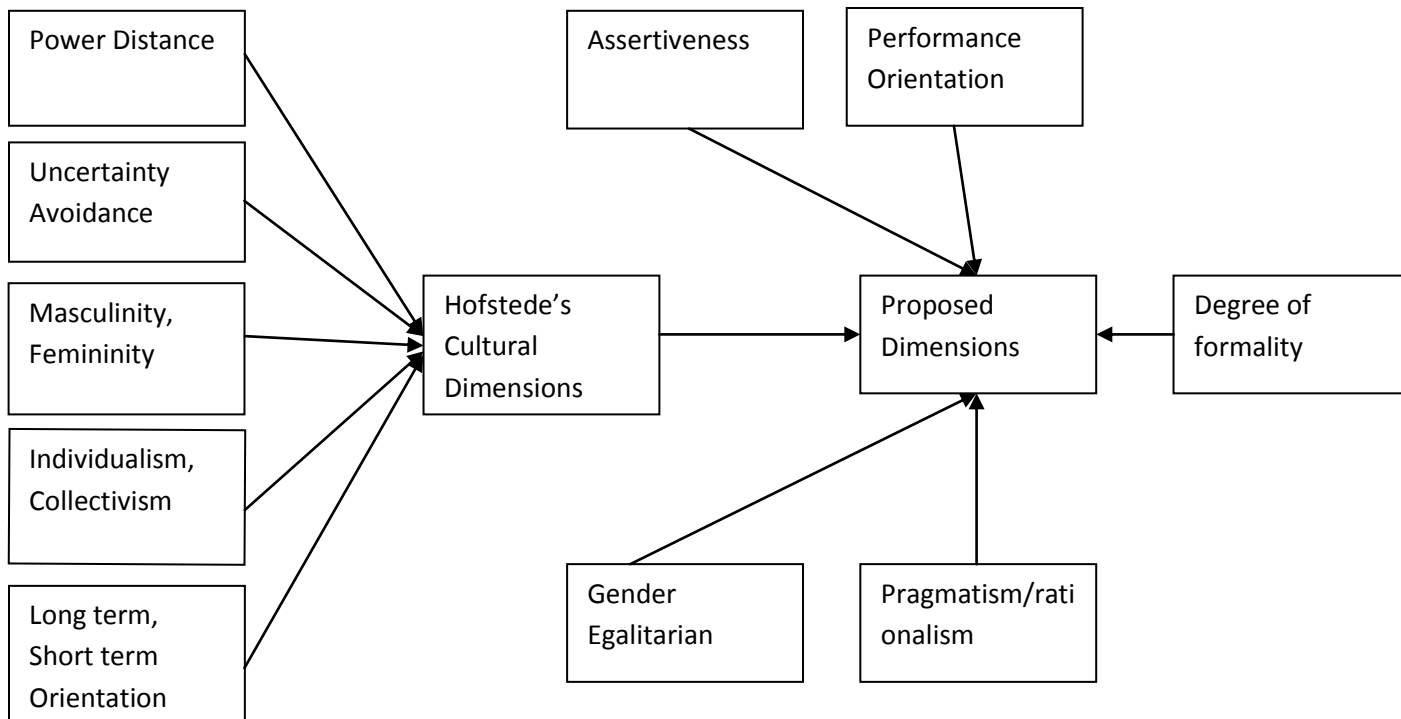 Power Distance
Uncertainty
Avoidance
Masculinity,
Femininity
Individualism,
Collectivism
Long term,
Short term
Orientation
Hofstede’s
Cultural
Dimensions
Assertiveness
Performance
Orientation
Proposed
Dimensions
Degree of
formality
Gender
Egalitarian
Pragmatism/rati
onalism